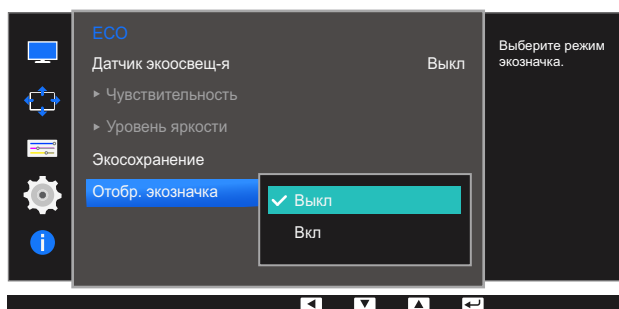 ECO
Датчик экоосвещ-я Выкл
▸ Чувствительность
▸ Уровень яркости
Экосохранение
Отобр. экозначка
Выкл
Вкл
Выберите режим
экозначка.